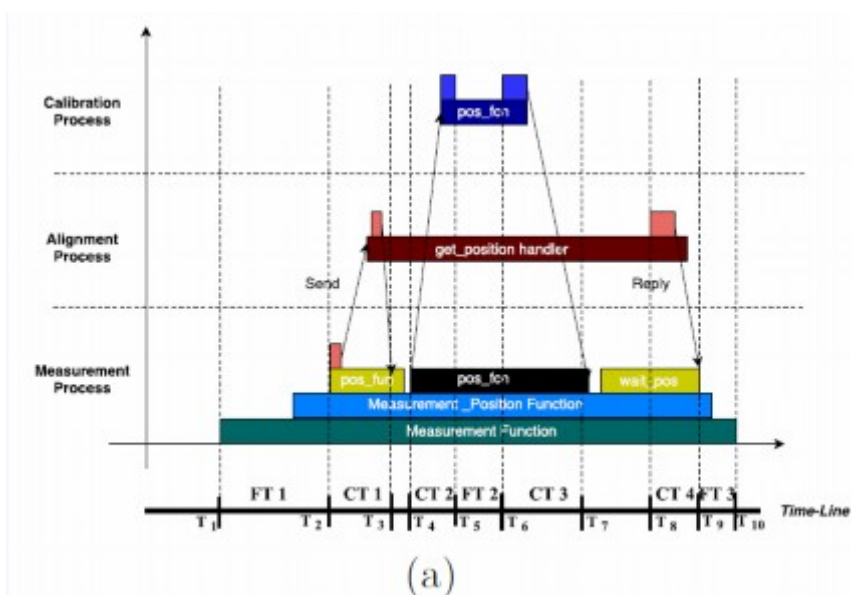 Calibration
Process
pos_fcn
Alignment
Process
get_position handler
Send
Reply
Measurement
Process
pos_fun
pos_fcn
wait_pos
Measurement _Position Function
Measurement Function
FT 1 CT 1 CT 2 FT 2 CT 3 CT 4 FT 3
T1 T2 T3 T4 T5 T6 T7 T8 T9 T10 Time-Line
(a)